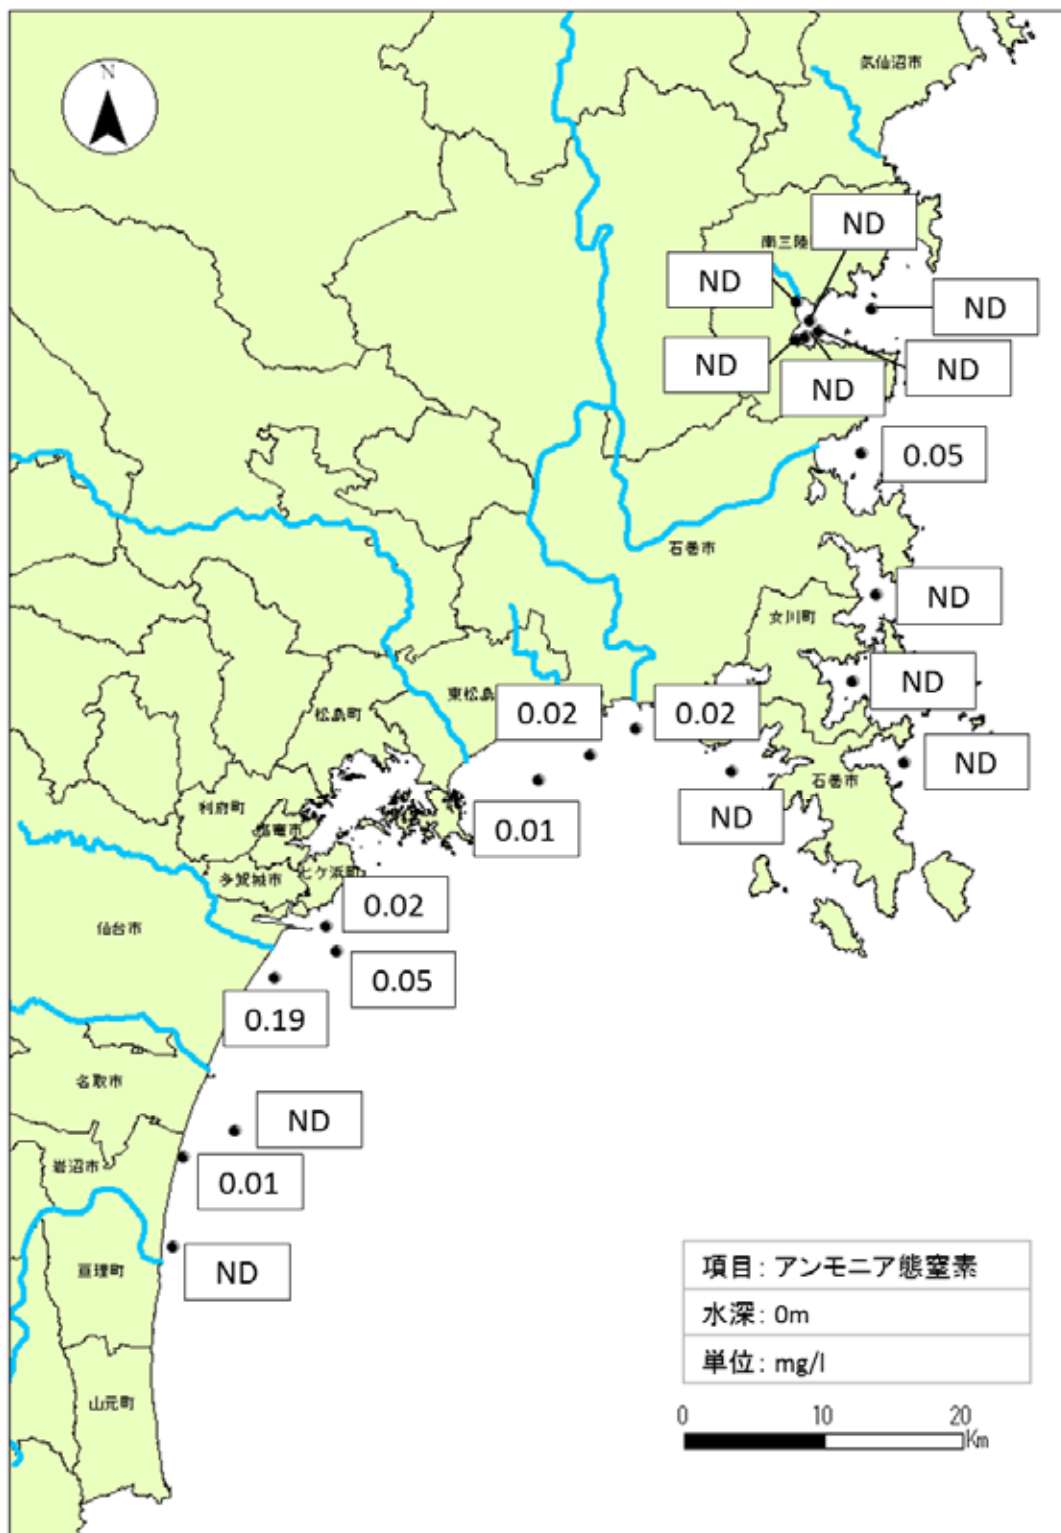 N
気仙沼市
ND
南三陸
ND
ND
ND
ND
ND
0.05
石巻市
ND
女川町
ND
東松島
0.02
0.02
松島町
ND
石巻市
利府町
0.01
ND
塩竈市
多賀城市
七ケ浜町
0.02
仙台市
0.05
0.19
名取市
ND
岩沼市
0.01
亘理町
ND
項目：アンモニア態窒素
水深：0m
単位：mg/l
山元町
0
10
20
Km